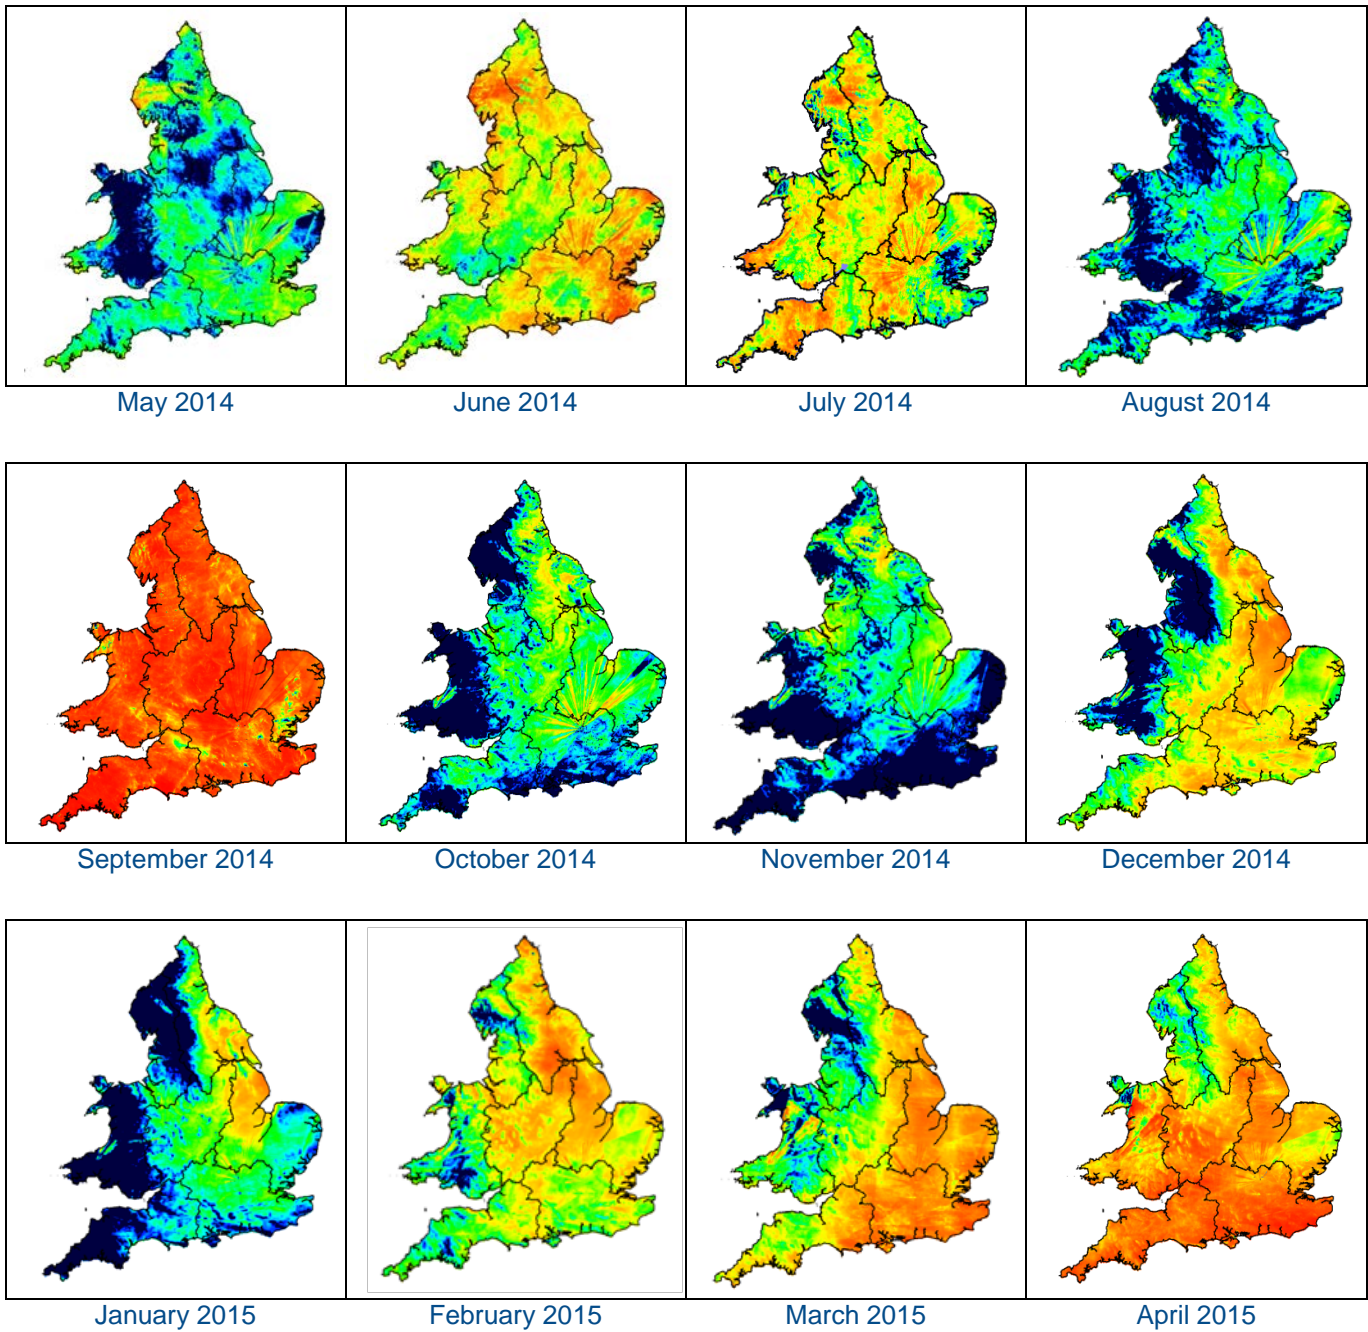 May 2014
June 2014
July 2014
August 2014
September 2014
October 2014
November 2014
December 2014
January 2015
February 2015
March 2015
April 2015